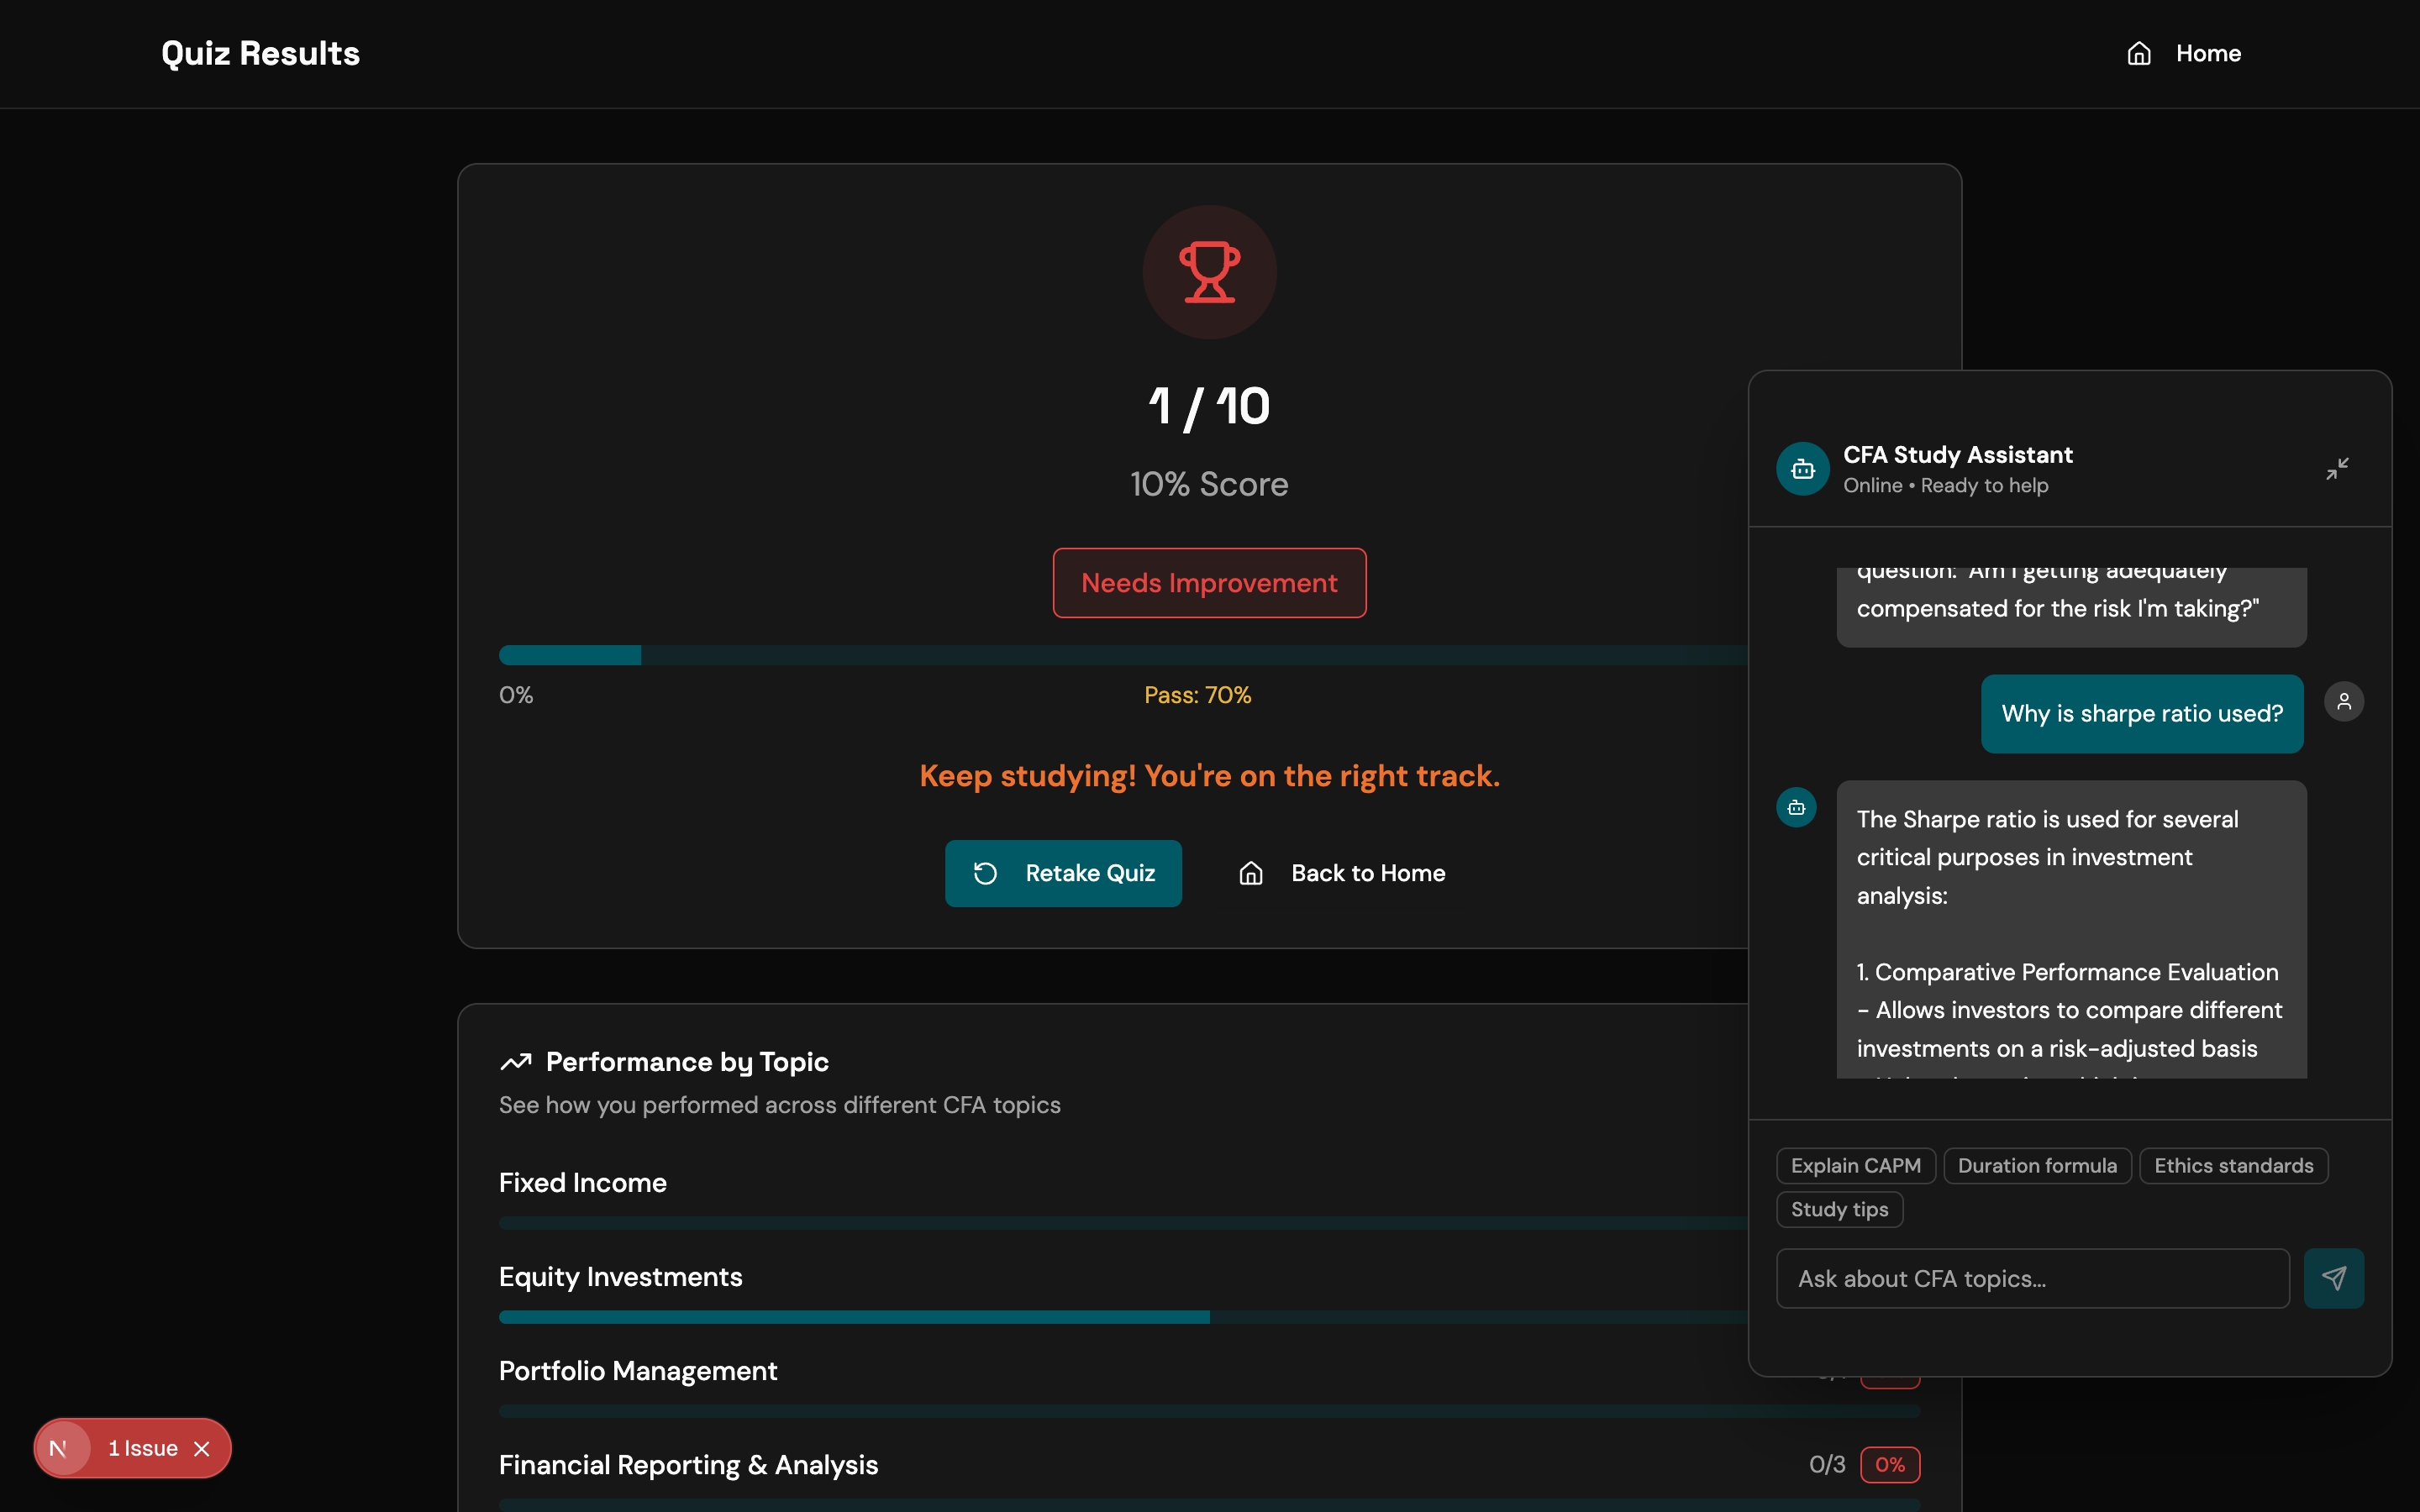 Quiz Results
Home
1 / 10
10% Score
Needs Improvement
0%
Pass: 70%
Keep studying! You're on the right track.
Retake Quiz
Back to Home
Performance by Topic
See how you performed across different CFA topics
Fixed Income
Equity Investments
Portfolio Management
Financial Reporting & Analysis
0/3
0%
CFA Study Assistant
Online • Ready to help
question: "Am I getting adequately
compensated for the risk I'm taking?"
Why is sharpe ratio used?
The Sharpe ratio is used for several
critical purposes in investment
analysis:
1. Comparative Performance Evaluation
- Allows investors to compare different
investments on a risk-adjusted basis
Explain CAPM
Duration formula
Ethics standards
Study tips
Ask about CFA topics...
N
1 Issue